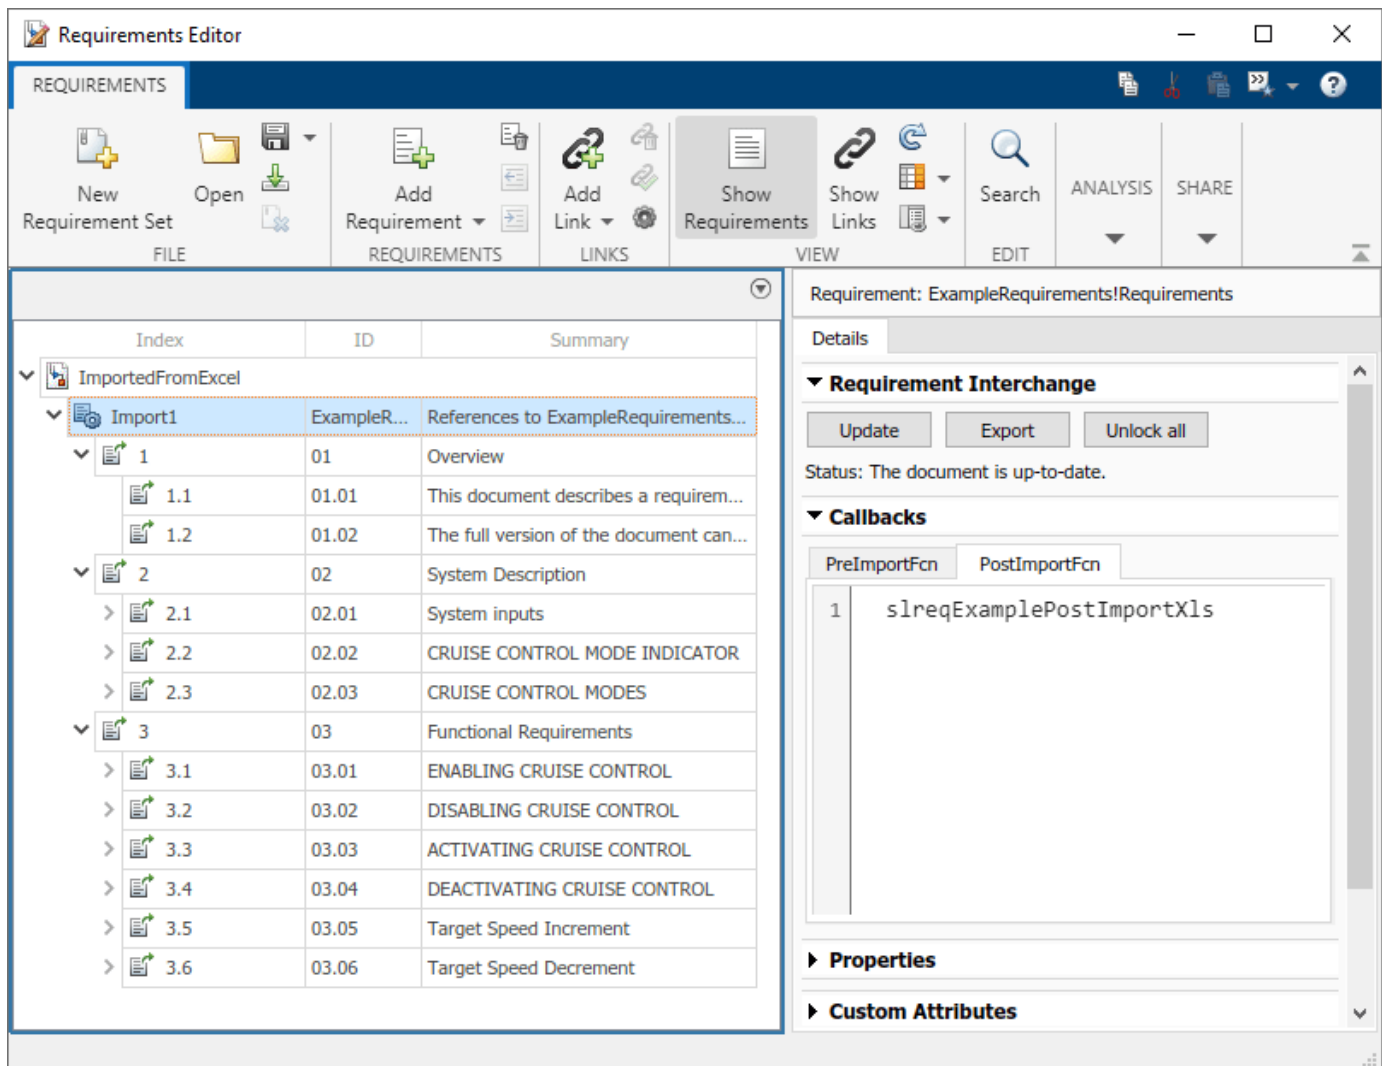 Requirements Editor
REQUIREMENTS
New
Requirement Set
Open
FILE
Add
Requirement
REQUIREMENTS
Add
Link
LINKS
Show
Requirements
Show
Links
VIEW
Search
EDIT
ANALYSIS
SHARE
Index ID Summary
ImportedFromExcel
Import1 ExampleR... References to ExampleRequirements...
1 01 Overview
1.1 01.01 This document describes a requirem...
1.2 01.02 The full version of the document can...
2 02 System Description
2.1 02.01 System inputs
2.2 02.02 CRUISE CONTROL MODE INDICATOR
2.3 02.03 CRUISE CONTROL MODES
3 03 Functional Requirements
3.1 03.01 ENABLING CRUISE CONTROL
3.2 03.02 DISABLING CRUISE CONTROL
3.3 03.03 ACTIVATING CRUISE CONTROL
3.4 03.04 DEACTIVATING CRUISE CONTROL
3.5 03.05 Target Speed Increment
3.6 03.06 Target Speed Decrement
Requirement: ExampleRequirements!Requirements
Details
Requirement Interchange
Update Export Unlock all
Status: The document is up-to-date.
Callbacks
PreImportFcn PostImportFcn
1 slreqExamplePostImportXls
Properties
Custom Attributes